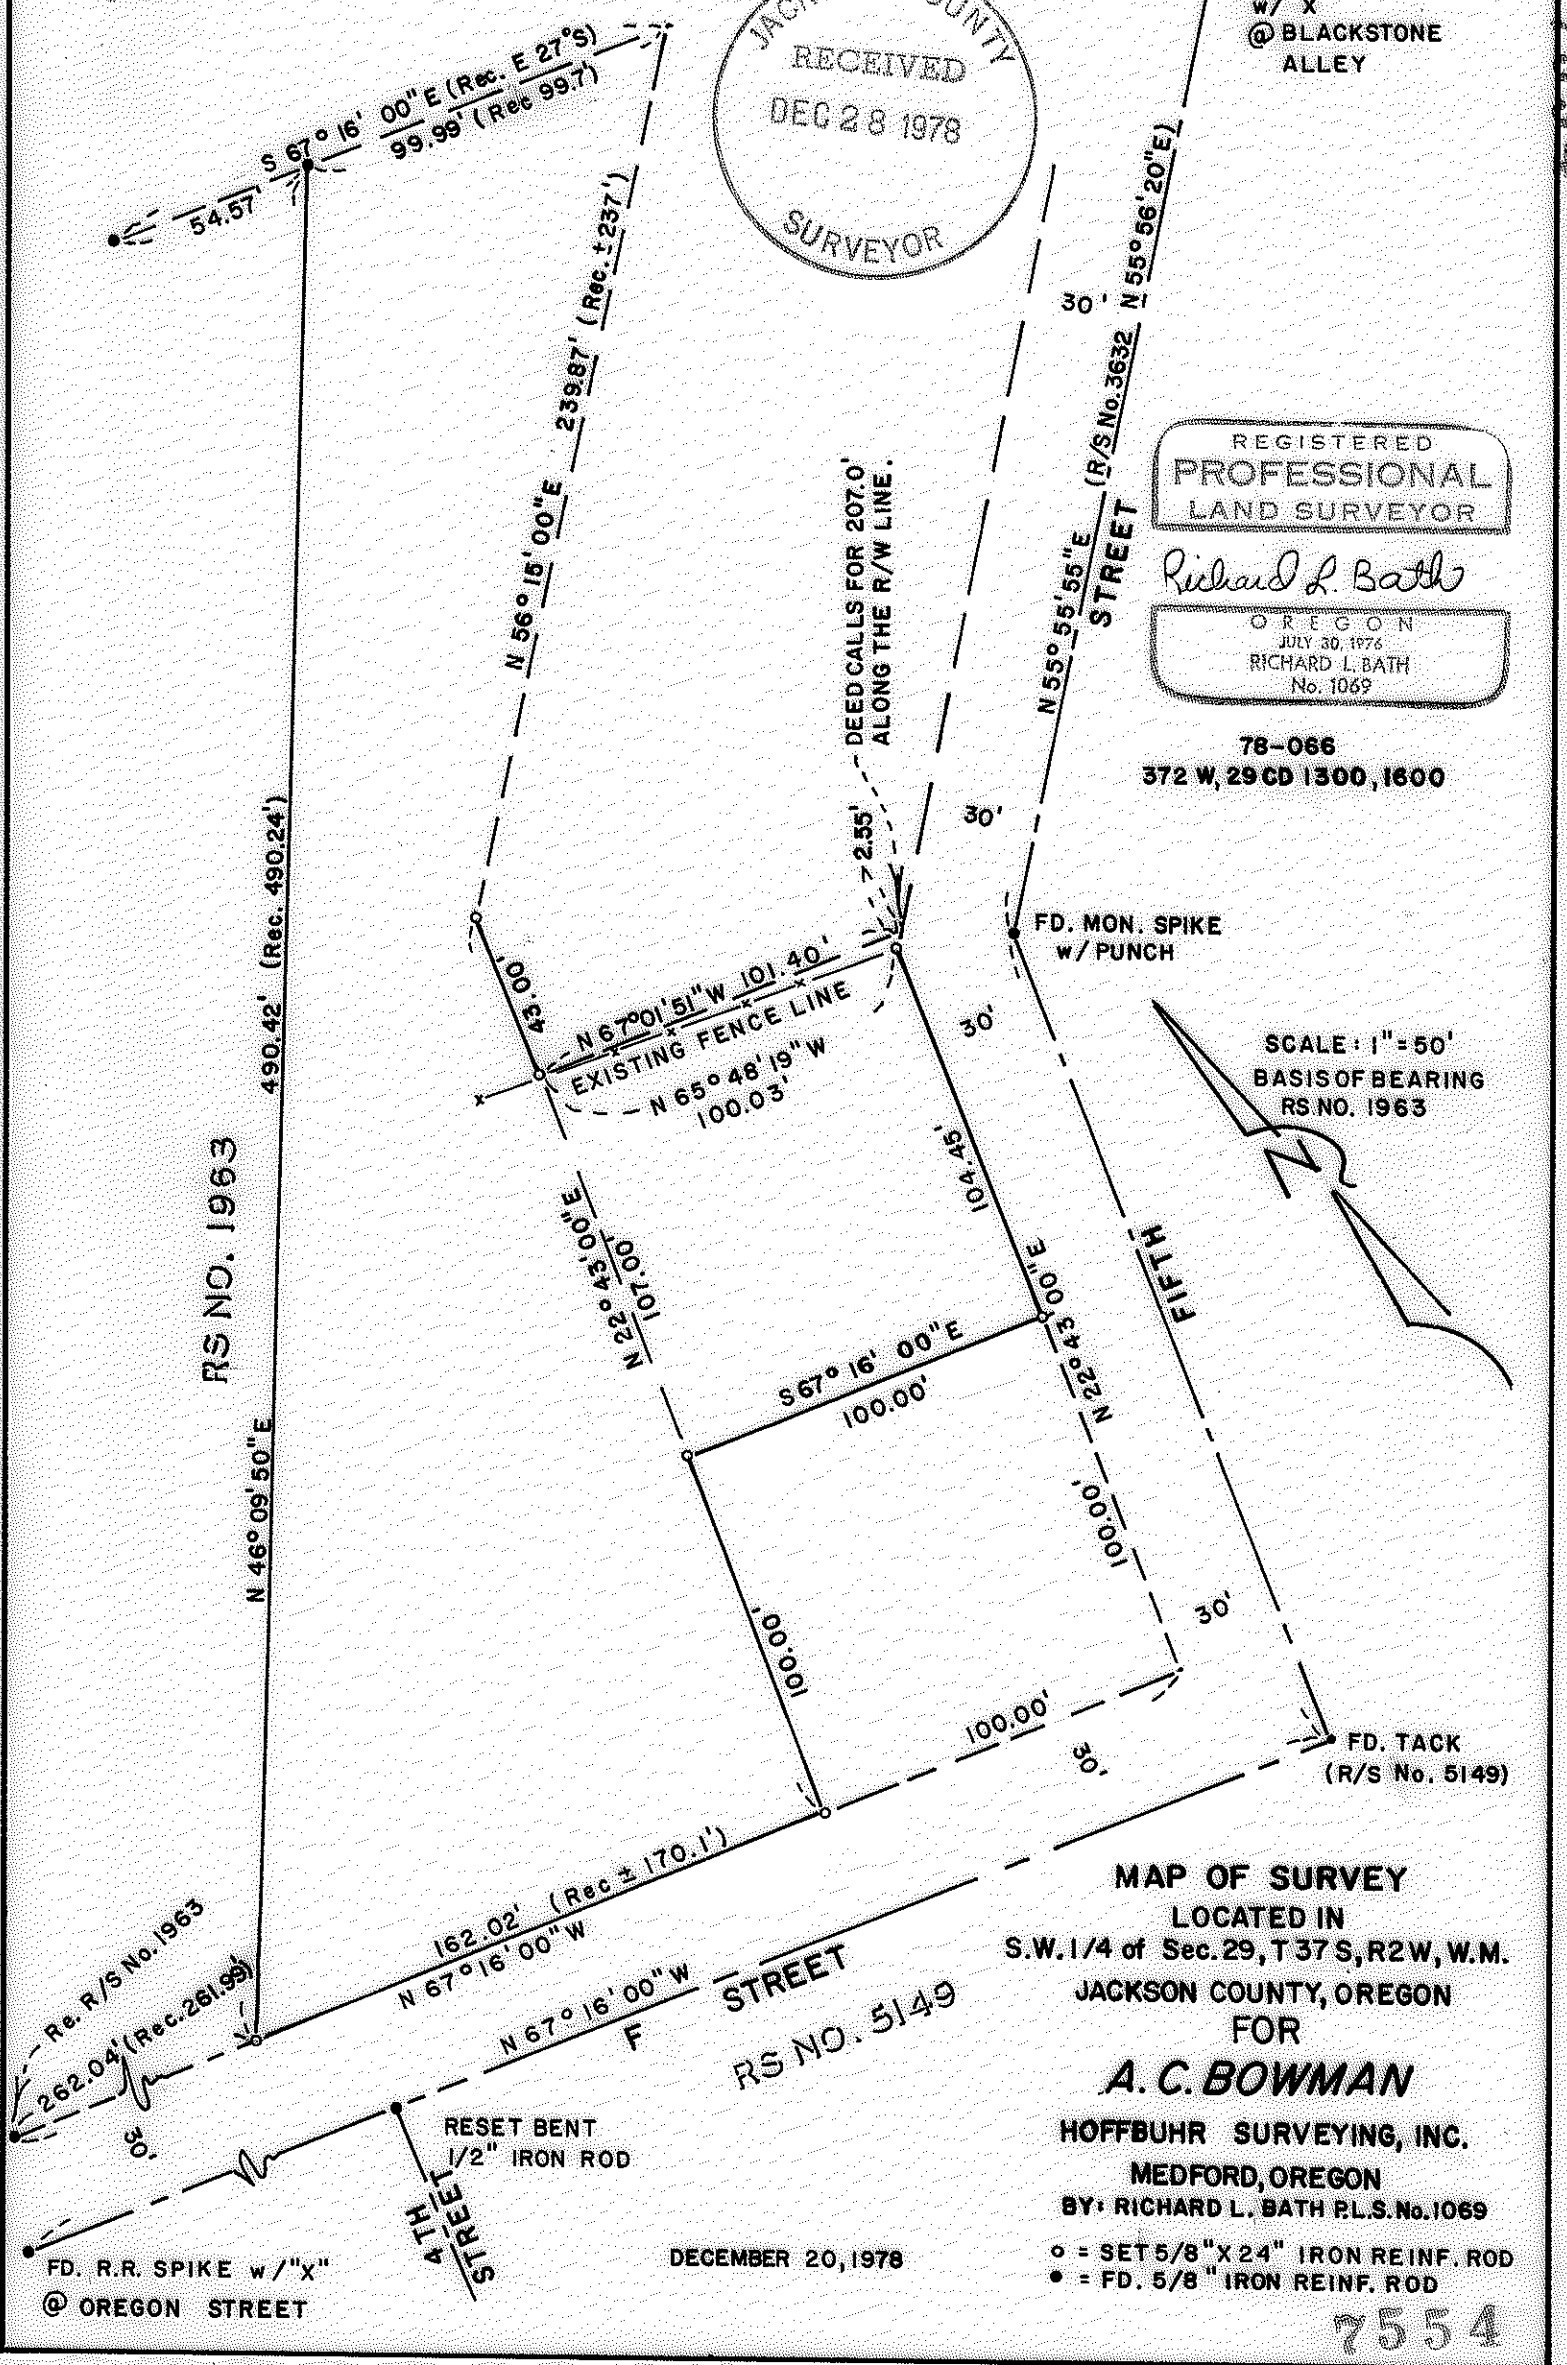 w/ X
@ BLACKSTONE
ALLEY
S 67° 16' 00" E (Rec. E 27°S)
99.99' (Rec 99.7')
54.57'
RECEIVED
DEC 28 1978
SURVEYOR
239.87' (Rec. ± 237')
N 56° 15' 00" E
30'
(R/S No. 3632 N 55° 56' 20" E)
N 55° 55' 55" E
STREET
REGISTERED
PROFESSIONAL
LAND SURVEYOR
Richard L. Bath
OREGON
JULY 30, 1976
RICHARD L. BATH
No. 1069
78-066
372 W, 29 CD 1300, 1600
DEED CALLS FOR 207.0'
ALONG THE R/W LINE.
2.55'
30'
FD. MON. SPIKE
w/ PUNCH
490.42' (Rec. 490.24')
43.00'
N 67° 01' 51" W 101.40'
EXISTING FENCE LINE
N 65° 48' 19" W
100.03'
30'
SCALE: 1" = 50'
BASIS OF BEARING
RS NO. 1963
N
RS NO. 1963
104.45'
N 22° 43' 00" E
107.00'
FIFTH
S 67° 16' 00" E
100.00'
N 22° 43' 00" E
100.00'
N 46° 09' 50" E
100.00'
30'
100.00'
30'
FD. TACK
(R/S No. 5149)
162.02' (Rec ± 170.1')
N 67° 16' 00" W
N 67° 16' 00" W
F STREET
RS NO. 5149
Re. R/S No. 1963
262.04' (Rec. 261.99')
30'
RESET BENT
1/2" IRON ROD
4TH
STREET
FD. R.R. SPIKE w/ "X"
@ OREGON STREET
DECEMBER 20, 1978
MAP OF SURVEY
LOCATED IN
S.W. 1/4 of Sec. 29, T 37 S, R2W, W.M.
JACKSON COUNTY, OREGON
FOR
A. C. BOWMAN
HOFFBUHR SURVEYING, INC.
MEDFORD, OREGON
BY: RICHARD L. BATH P.L.S. No. 1069
o = SET 5/8" X 24" IRON REINF. ROD
• = FD. 5/8" IRON REINF. ROD
7554